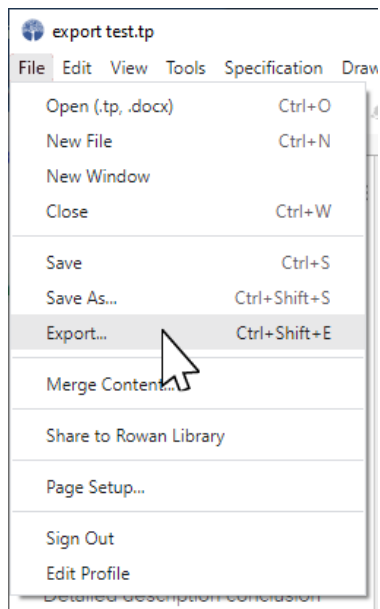 export test.tp
File Edit View Tools Specification Draw
Open (.tp, .docx) Ctrl+O
New File Ctrl+N
New Window
Close Ctrl+W
Save Ctrl+S
Save As... Ctrl+Shift+S
Export... Ctrl+Shift+E
Merge Content...
Share to Rowan Library
Page Setup...
Sign Out
Edit Profile
Detailed description conclusion